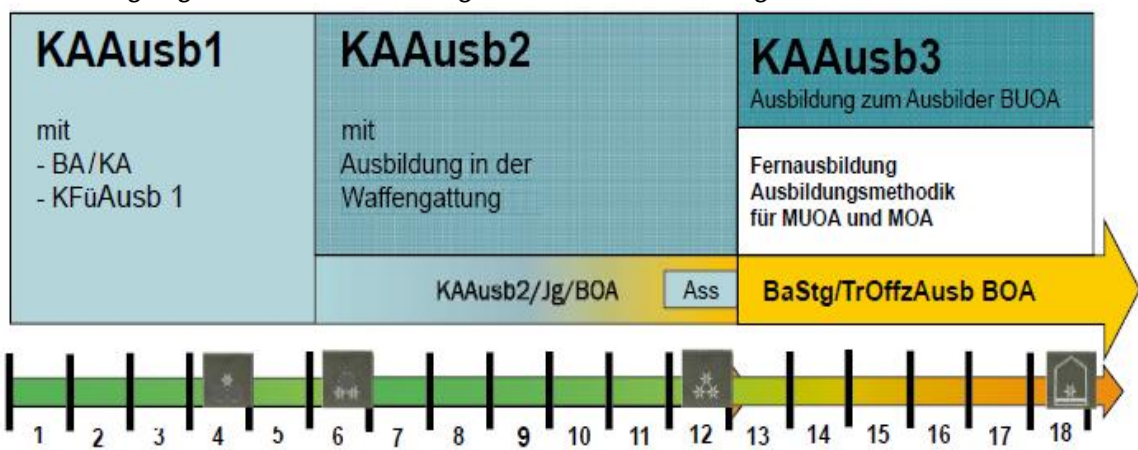 KAAusb1
mit
- BA/KA
- KFüAusb 1
KAAusb2
mit
Ausbildung in der
Waffengattung
KAAusb3
Ausbildung zum Ausbilder BUOA
Fernausbildung
Ausbildungsmethodik
für MUOA und MOA
KAAusb2/Jg/BOA
Ass
BaStg/TrOffzAusb BOA
1 2 3 4 5 6 7 8 9 10 11 12 13 14 15 16 17 18